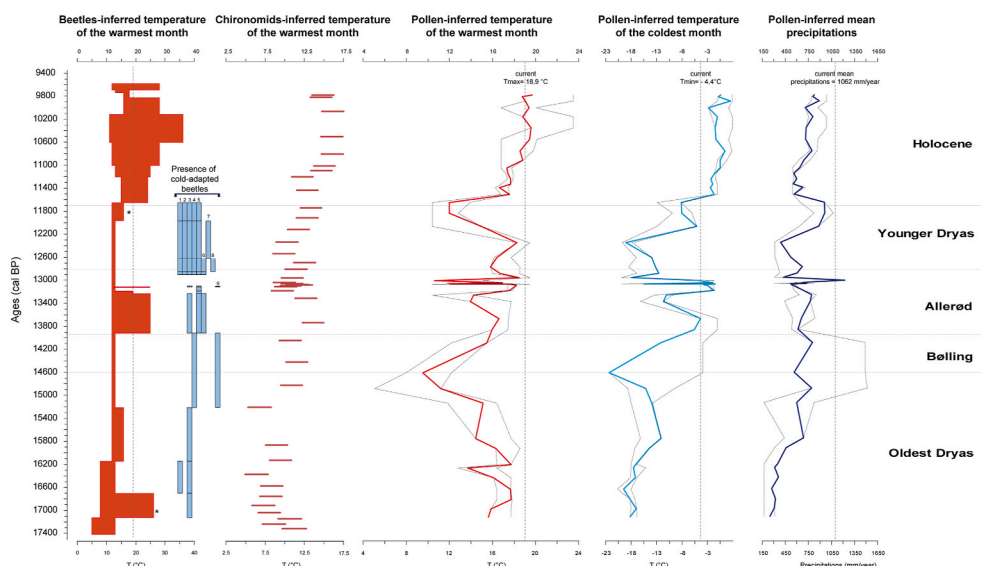 Beetles-inferred temperature
of the warmest month
Chironomids-inferred temperature
of the warmest month
Pollen-inferred temperature
of the warmest month
Pollen-inferred temperature
of the coldest month
Pollen-inferred mean
precipitations
0 10 20 30 40
2.5 5 7.5 10 12.5 15 17.5
4 8 12 16 20 24
-23 -18 -13 -8 -3
150 450 750 1050 1350 1650
current
Tmax= 18,9 °C
current
Tmin= - 4,4°C
current mean
precipitations = 1062 mm/year
Ages (cal BP)
9400
9800
10200
10600
11000
11400
11800
12200
12600
13000
13400
13800
14200
14600
15000
15400
15800
16200
16600
17000
17400
Presence of
cold-adapted
beetles
1 2 3 4 5
7
6
8
9
*
*
Holocene
Younger Dryas
Allerød
Bølling
Oldest Dryas
0 10 20 30 40
2.5 5 7.5 10 12.5 15 17.5
4 8 12 16 20 24
-23 -18 -13 -8 -3
150 450 750 1050 1350 1650
T (°C)
T (°C)
T (°C)
T (°C)
Precipitations (mm/year)